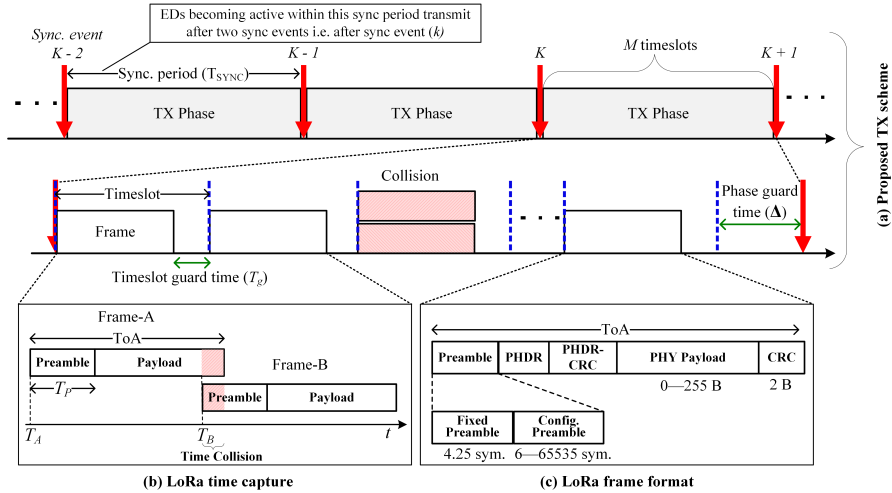 EDs becoming active within this sync period transmit
after two sync events i.e. after sync event (k)
Sync. event
K - 2
K - 1
K
M timeslots
K + 1
Sync. period (TSYNC)
TX Phase
TX Phase
TX Phase
(a) Proposed TX scheme
Timeslot
Collision
Phase guard
time (Δ)
Frame
Timeslot guard time (Tg)
Frame-A
ToA
Preamble
Payload
Frame-B
TP
Preamble
Payload
TA
TB
t
Time Collision
(b) LoRa time capture
ToA
Preamble
PHDR
PHDR-
CRC
PHY Payload
CRC
0—255 B
2 B
Fixed
Preamble
Config.
Preamble
4.25 sym.
6—65535 sym.
(c) LoRa frame format